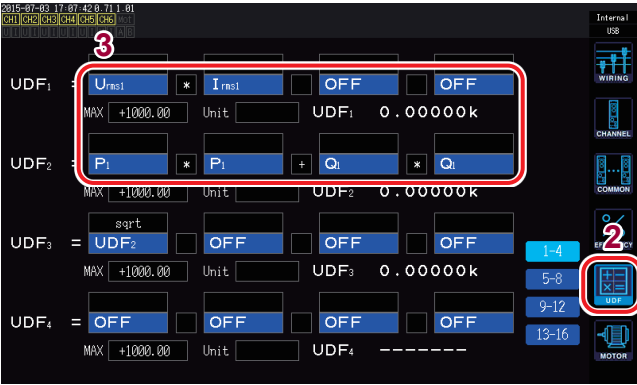 2015-07-03 17:07:42 0.71 1.01
CH1 CH2 CH3 CH4 CH5 CH6 Mot
U I U I U I U I U I U I A B
Internal
USB
3
UDF₁ = Urms1 * Irms1 OFF OFF
MAX +1000.00 Unit UDF₁ 0.00000k
WIRING
CHANNEL
UDF₂ = P₁ * P₁ + Q₁ * Q₁
MAX +1000.00 Unit UDF₂ 0.00000k
COMMON
sqrt
UDF₃ = UDF₂ OFF OFF OFF
MAX +1000.00 Unit UDF₃ 0.00000k
2
1-4
5-8
9-12
13-16
UDF
UDF₄ = OFF OFF OFF OFF
MAX +1000.00 Unit UDF₄ -------
MOTOR